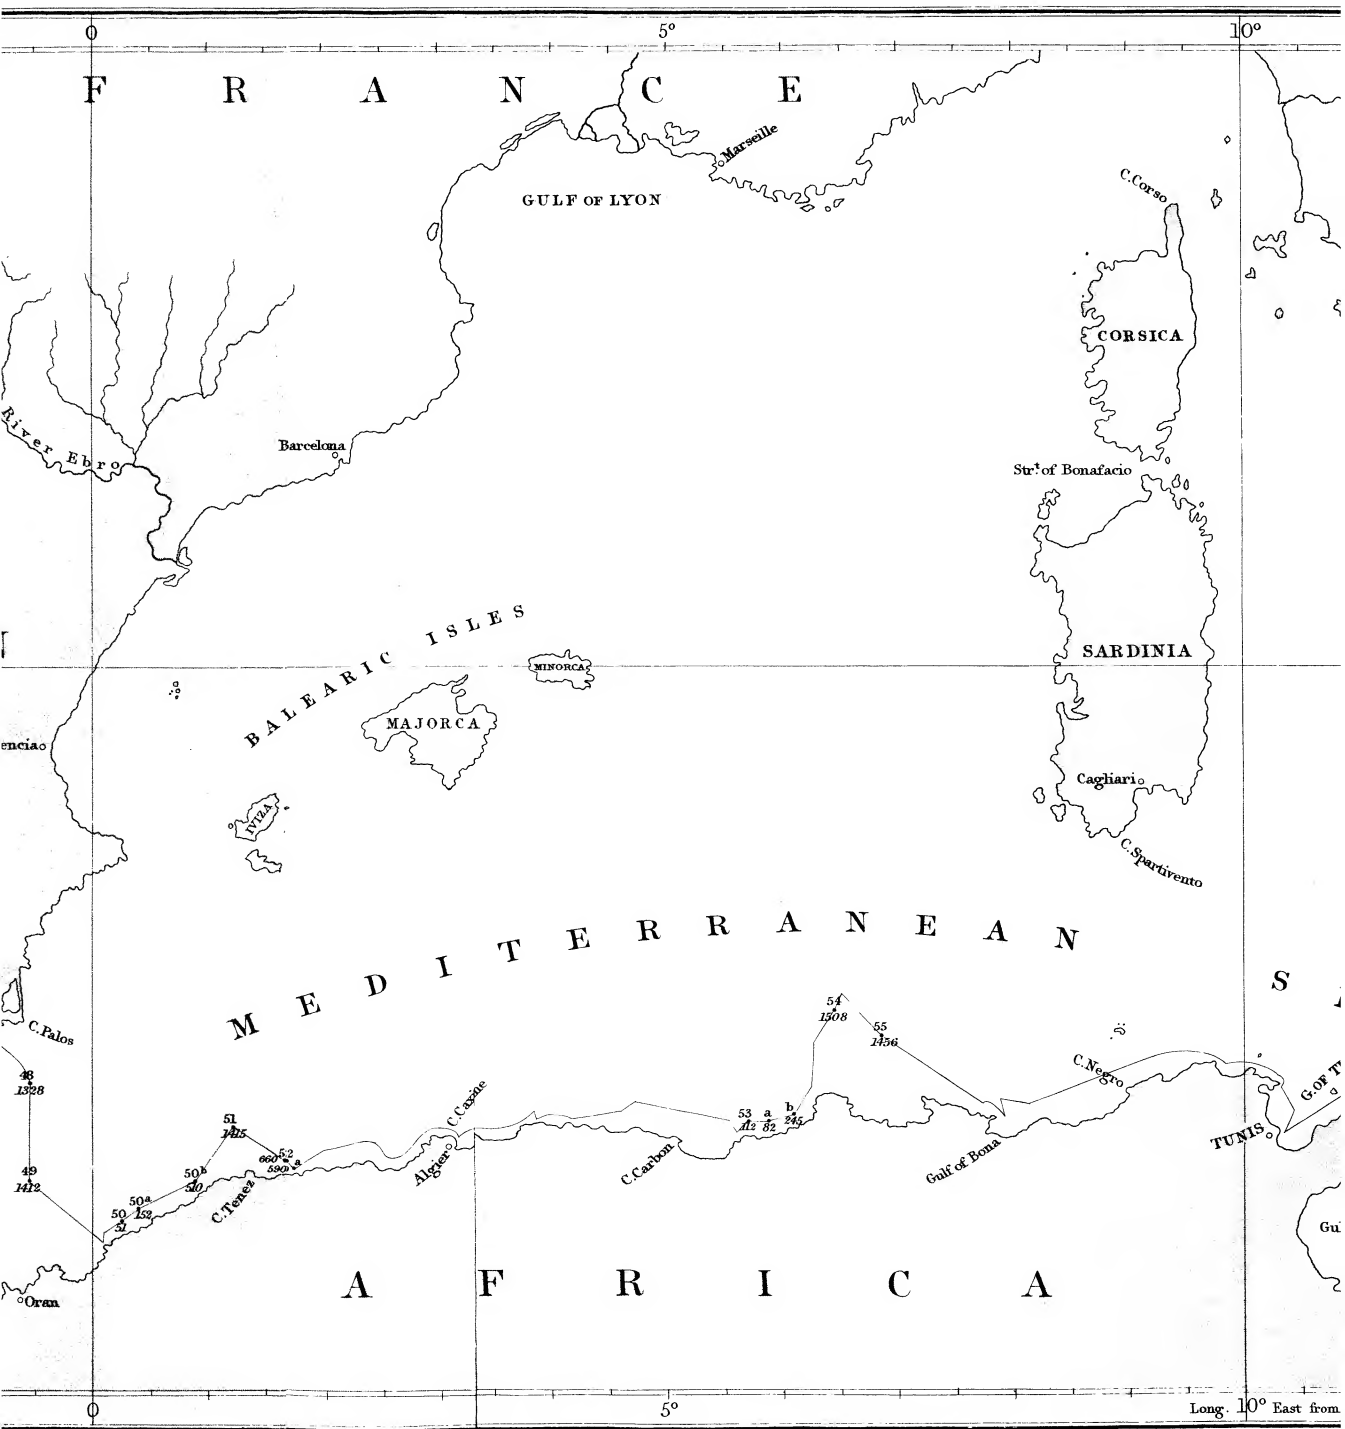 0 5° 10°
F R A N C E
Marseille
C. Corso
GULF OF LYON
CORSICA
River Ebro
Barcelona
Str.t of Bonafacio
BALEARIC ISLES
MINORCA
SARDINIA
MAJORCA
encia
Cagliari
IVIZA
C. Spartivento
M E D I T E R R A N E A N S
C. Palos
54
1508
55
1456
48
1328
C. Negro
G. OF T
C. Caxine
51
1415
53 a b
112 82 245
TUNIS
52
660
590 a
Algier
C. Carbon
Gulf of Bona
49
1412
50b
510
C. Tenez
50a
152
50
51
Gu
A F R I C A
Oran
0 5° 10°
Long. East from